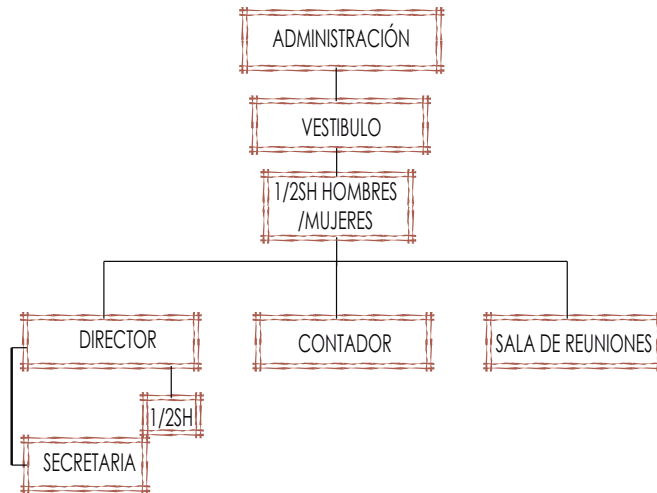 ADMINISTRACIÓN
VESTIBULO
1/2SH HOMBRES
/MUJERES
DIRECTOR
CONTADOR
SALA DE REUNIONES
1/2SH
SECRETARIA